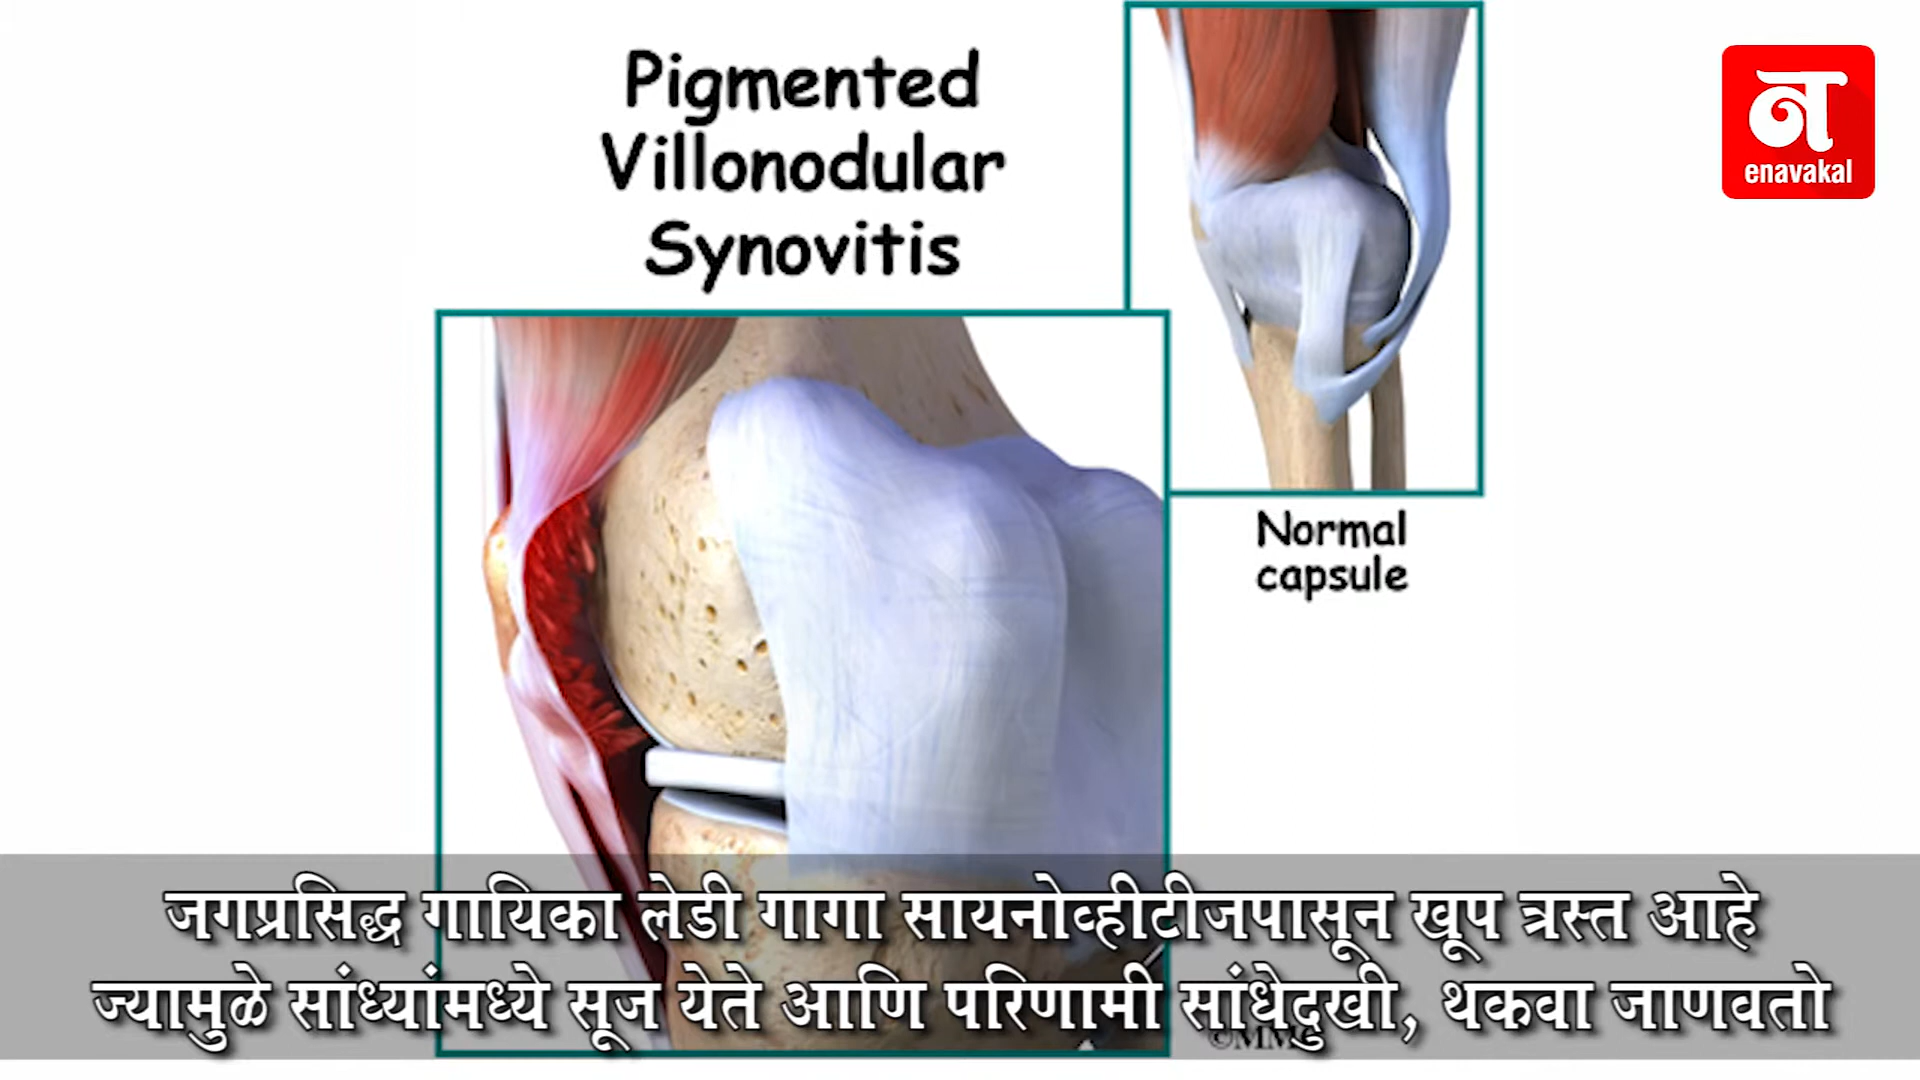 Pigmented
Villonodular
Synovitis
न
enavakal
Normal
capsule
जगप्रसिद्ध गायिका लेडी गागा सायनोव्हीटीजपासून खूप त्रस्त आहे
ज्यामुळे सांध्यांमध्ये सूज येते आणि परिणामी सांधेदुखी, थकवा जाणवतो